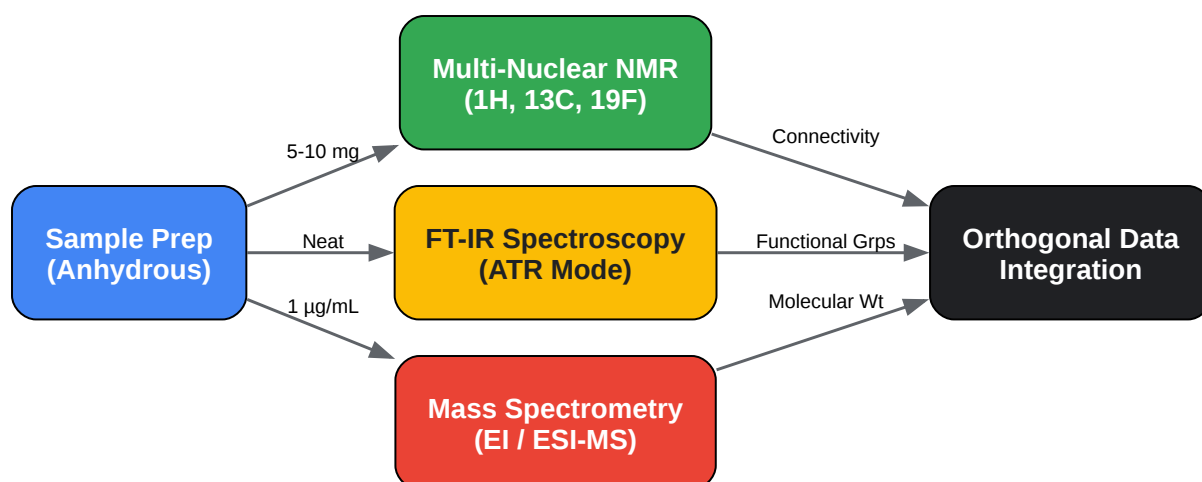 Multi-Nuclear NMR
(1H, 13C, 19F)
5-10 mg
Connectivity
Sample Prep
(Anhydrous)
Neat
FT-IR Spectroscopy
(ATR Mode)
Functional Grps
Orthogonal Data
Integration
1 µg/mL
Molecular Wt
Mass Spectrometry
(EI / ESI-MS)